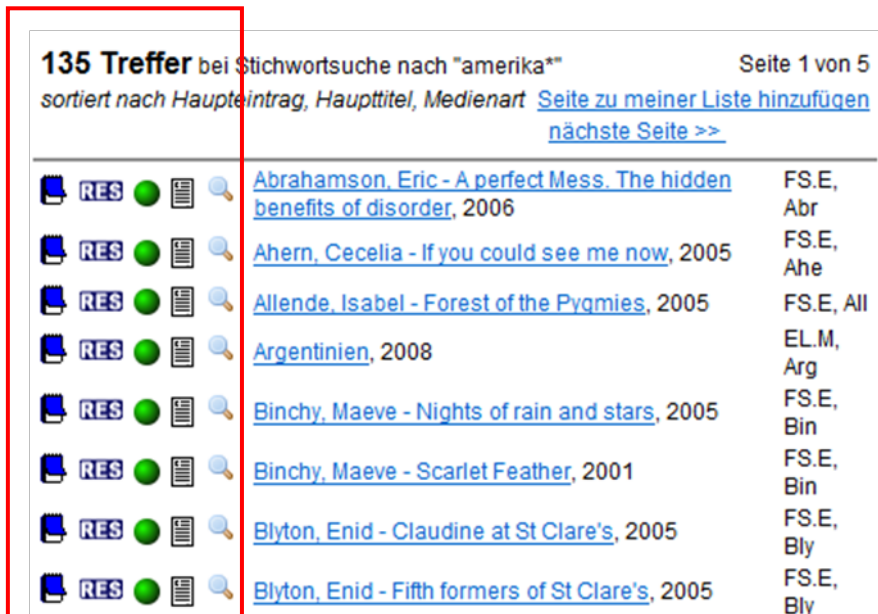 135 Treffer bei Stichwortsuche nach "amerika*" Seite 1 von 5
sortiert nach Haupteintrag, Haupttitel, Medienart Seite zu meiner Liste hinzufügen
nächste Seite >>
RES Abrahamson, Eric - A perfect Mess. The hidden FS.E,
benefits of disorder, 2006 Abr
RES Ahern, Cecelia - If you could see me now, 2005 FS.E,
Ahe
RES Allende, Isabel - Forest of the Pygmies, 2005 FS.E, All
RES Argentinien, 2008 EL.M,
Arg
RES Binchy, Maeve - Nights of rain and stars, 2005 FS.E,
Bin
RES Binchy, Maeve - Scarlet Feather, 2001 FS.E,
Bin
RES Blyton, Enid - Claudine at St Clare's, 2005 FS.E,
Bly
RES Blyton, Enid - Fifth formers of St Clare's, 2005 FS.E,
Bly